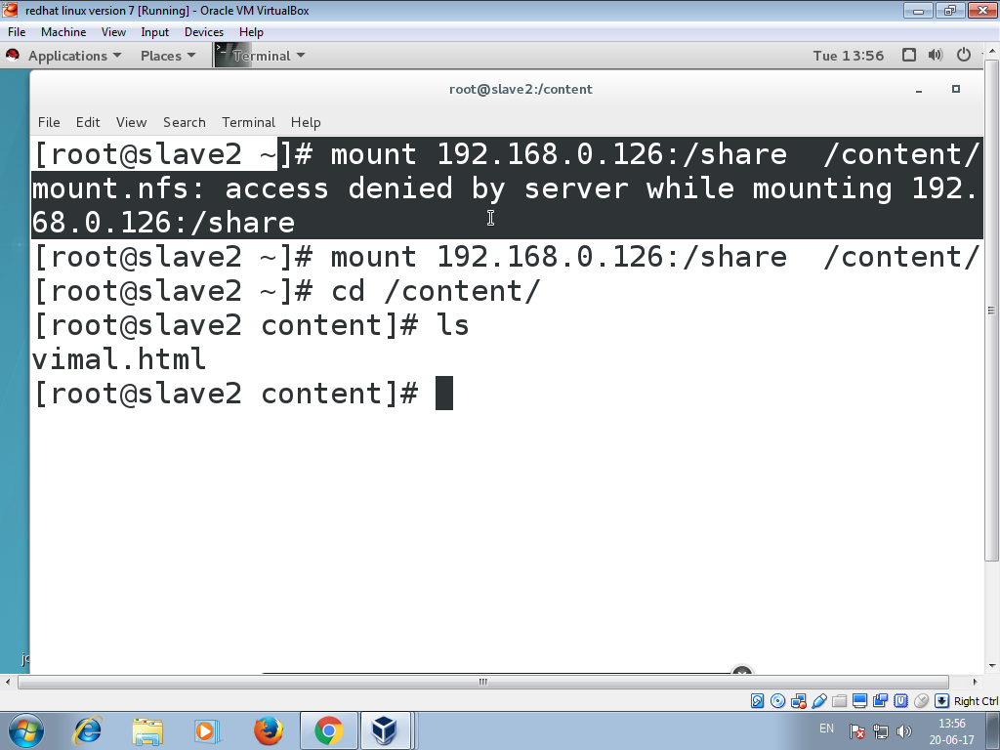 redhat linux version 7 [Running] - Oracle VM VirtualBox
File Machine View Input Devices Help
Applications Places Terminal Tue 13:56
root@slave2:/content
File Edit View Search Terminal Help
[root@slave2 ~]# mount 192.168.0.126:/share  /content/
mount.nfs: access denied by server while mounting 192.
68.0.126:/share
[root@slave2 ~]# mount 192.168.0.126:/share  /content/
[root@slave2 ~]# cd /content/
[root@slave2 content]# ls
vimal.html
[root@slave2 content]#
Right Ctrl
EN
13:56
20-06-17